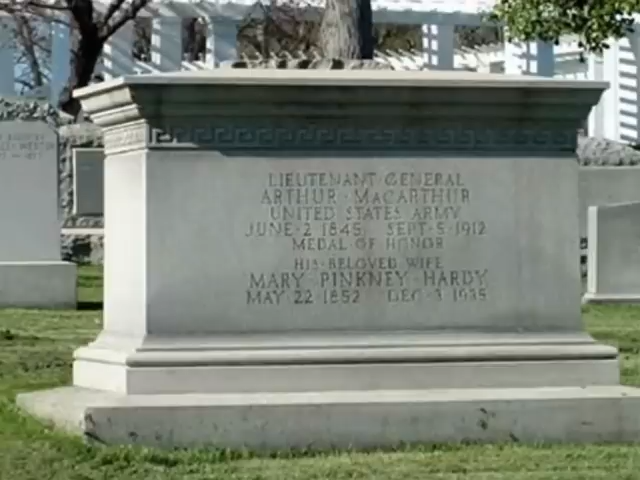 LIEUTENANT GENERAL
ARTHUR MACARTHUR
UNITED STATES ARMY
JUNE · 2 1845 SEPT · 5 · 1912
MEDAL OF HONOR
HIS · BELOVED WIFE
MARY PINKNEY HARDY
MAY 22 1852 DEC · 3 1935